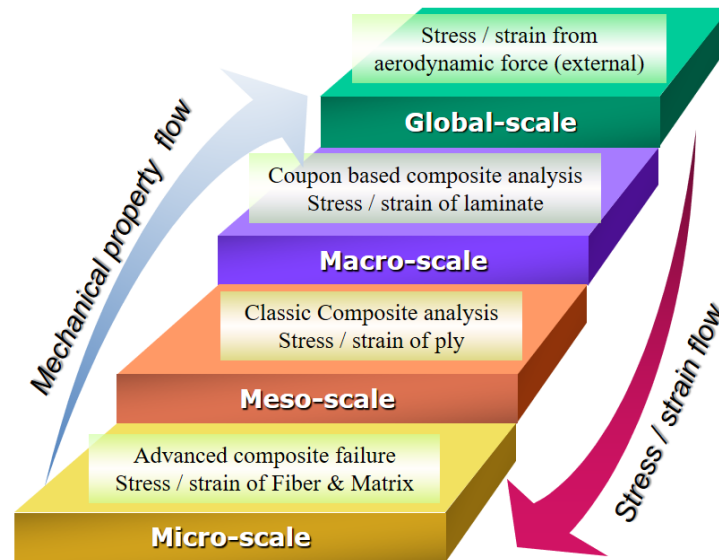 Stress / strain from
aerodynamic force (external)
Global-scale
Mechanical property flow
Coupon based composite analysis
Stress / strain of laminate
Macro-scale
Classic Composite analysis
Stress / strain of ply
Meso-scale
Stress / strain flow
Advanced composite failure
Stress / strain of Fiber & Matrix
Micro-scale